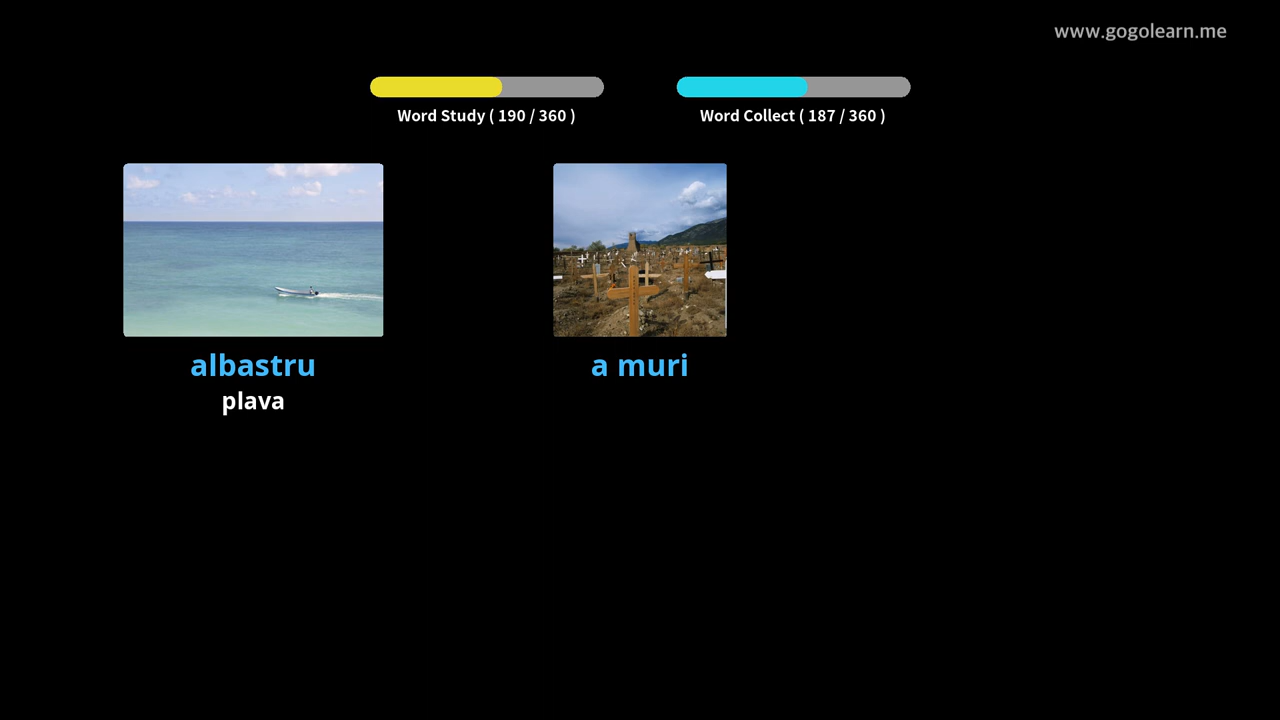 www.gogolearn.me
Word Study ( 190 / 360 )
Word Collect ( 187 / 360 )
albastru
plava
a muri